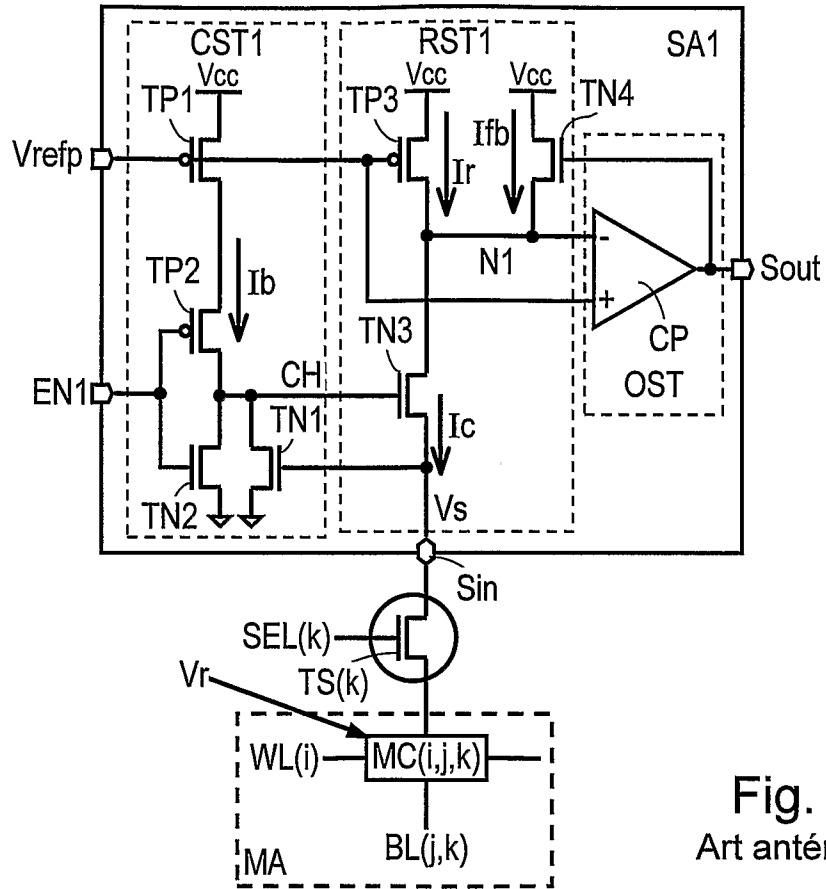 CST1
RST1
SA1
Vcc
Vcc
Vcc
TP1
TP3
TN4
Vrefp
Ir
Ifb
N1
-
+
Sout
TP2
Ib
TN3
CP
OST
EN1
CH
TN1
Ic
TN2
Vs
Sin
SEL(k)
TS(k)
Vr
WL(i)
MC(i,j,k)
BL(j,k)
MA
Fig.
Art